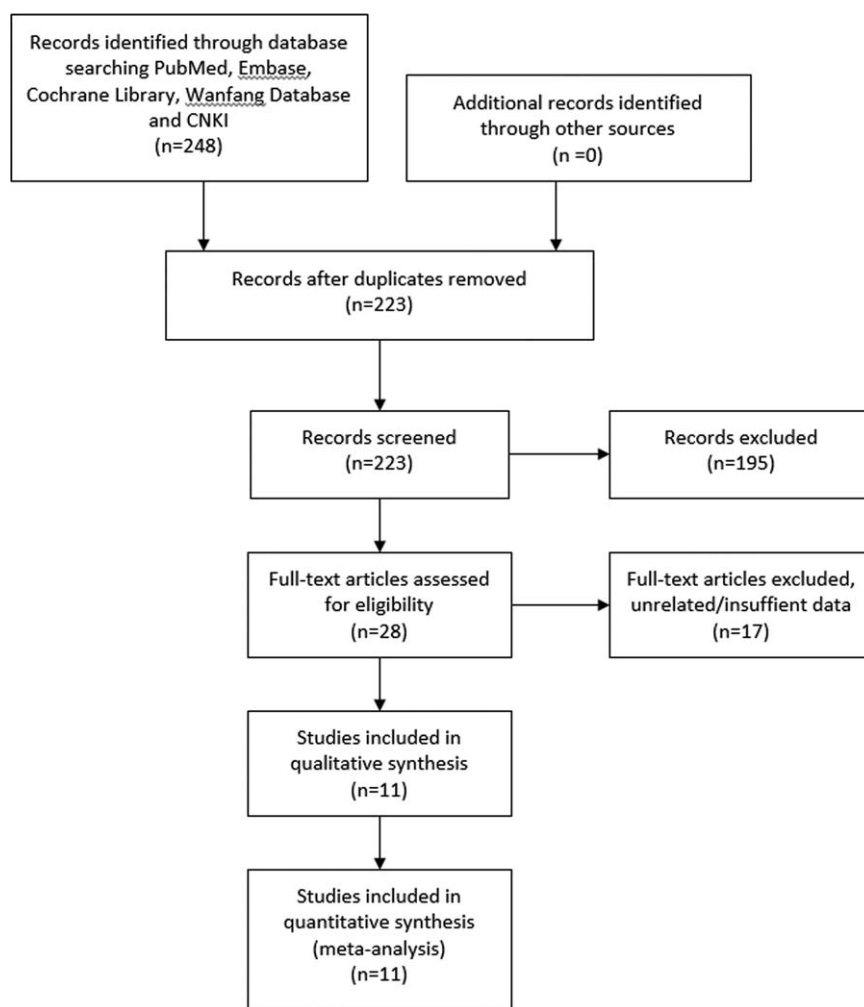 Records identified through database
searching PubMed, Embase,
Cochrane Library, Wanfang Database
and CNKI
(n=248)
Additional records identified
through other sources
(n =0)
Records after duplicates removed
(n=223)
Records screened
(n=223)
Records excluded
(n=195)
Full-text articles assessed
for eligibility
(n=28)
Full-text articles excluded,
unrelated/insuffient data
(n=17)
Studies included in
qualitative synthesis
(n=11)
Studies included in
quantitative synthesis
(meta-analysis)
(n=11)